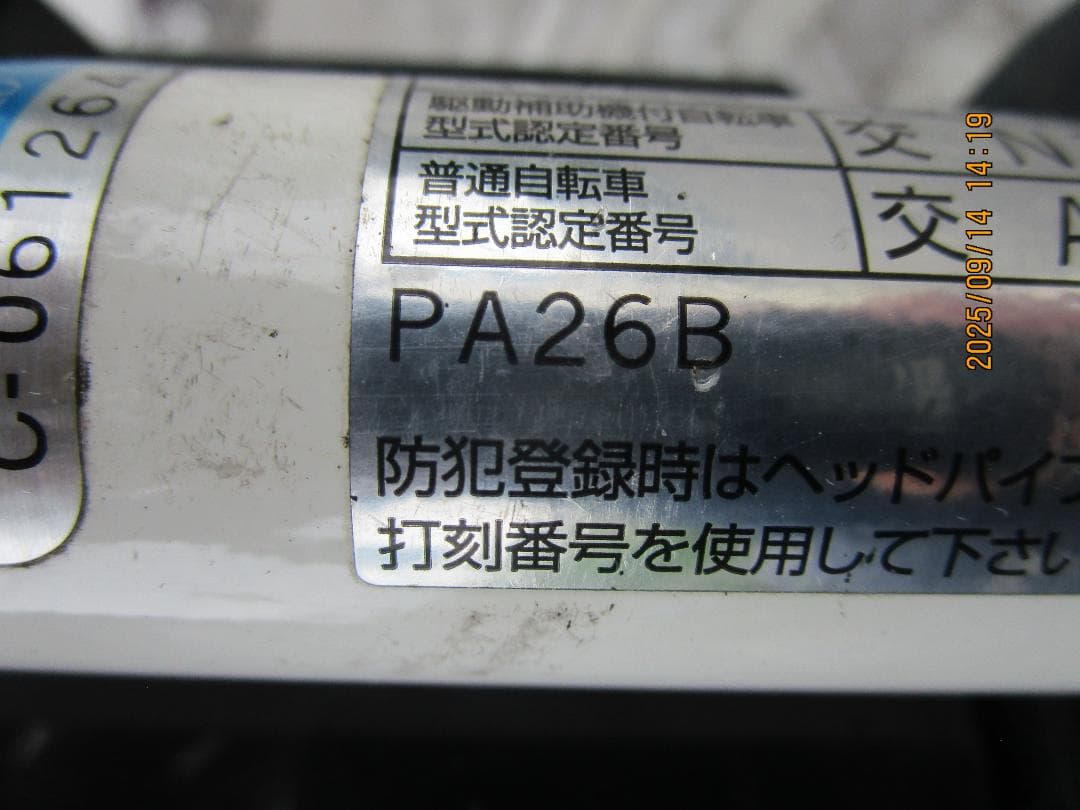 C-061264
駆動補助機付自転車
型式認定番号
交 N
普通自転車
型式認定番号
交
PA26B
防犯登録時はヘッドパイプ
打刻番号を使用して下さい
2025/09/14 14:19